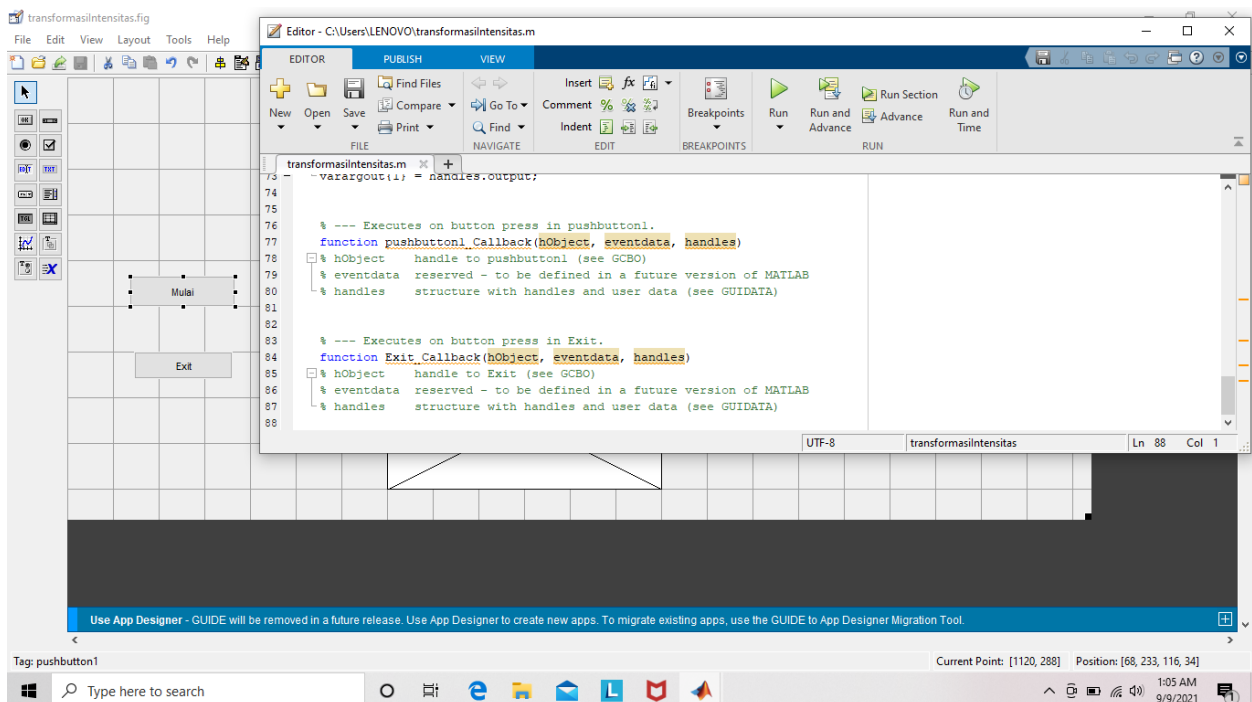 transformasiIntensitas.fig
File Edit View Layout Tools Help
Editor - C:\Users\LENOVO\transformasiIntensitas.m
EDITOR PUBLISH VIEW
New Open Save
Find Files
Compare
Print
Go To
Find
Insert
Comment
Indent
Breakpoints
Run
Run and Advance
Run Section
Advance
Run and Time
FILE NAVIGATE EDIT BREAKPOINTS RUN
transformasiIntensitas.m
73 varargout{1} = handles.output;
74
75
76 % --- Executes on button press in pushbutton1.
77 function pushbutton1_Callback(hObject, eventdata, handles)
78 % hObject    handle to pushbutton1 (see GCBO)
79 % eventdata  reserved - to be defined in a future version of MATLAB
80 % handles    structure with handles and user data (see GUIDATA)
81
82
83 % --- Executes on button press in Exit.
84 function Exit_Callback(hObject, eventdata, handles)
85 % hObject    handle to Exit (see GCBO)
86 % eventdata  reserved - to be defined in a future version of MATLAB
87 % handles    structure with handles and user data (see GUIDATA)
88
UTF-8 transformasiIntensitas Ln 88 Col 1
Mulai
Exit
Use App Designer - GUIDE will be removed in a future release. Use App Designer to create new apps. To migrate existing apps, use the GUIDE to App Designer Migration Tool.
Tag: pushbutton1 Current Point: [1120, 288] Position: [68, 233, 116, 34]
Type here to search
1:05 AM
9/9/2021